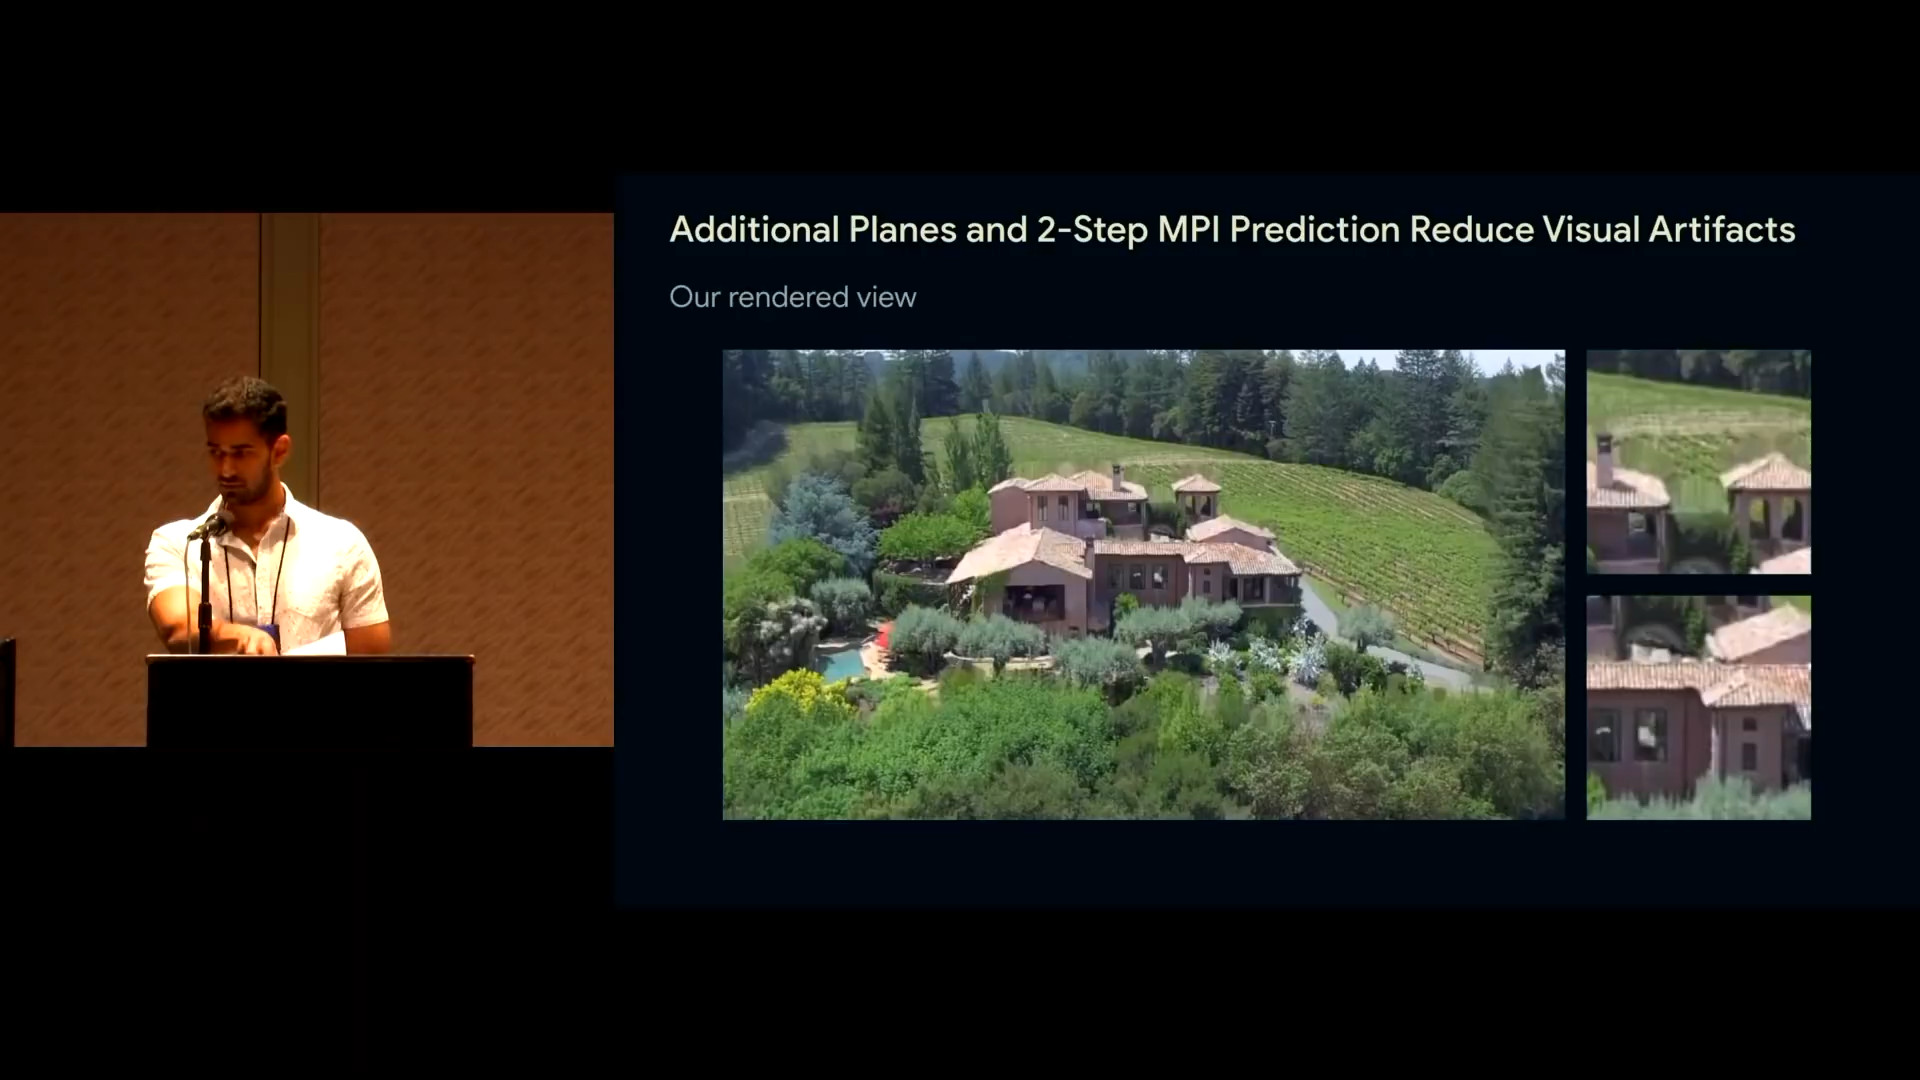 Additional Planes and 2-Step MPI Prediction Reduce Visual Artifacts
Our rendered view